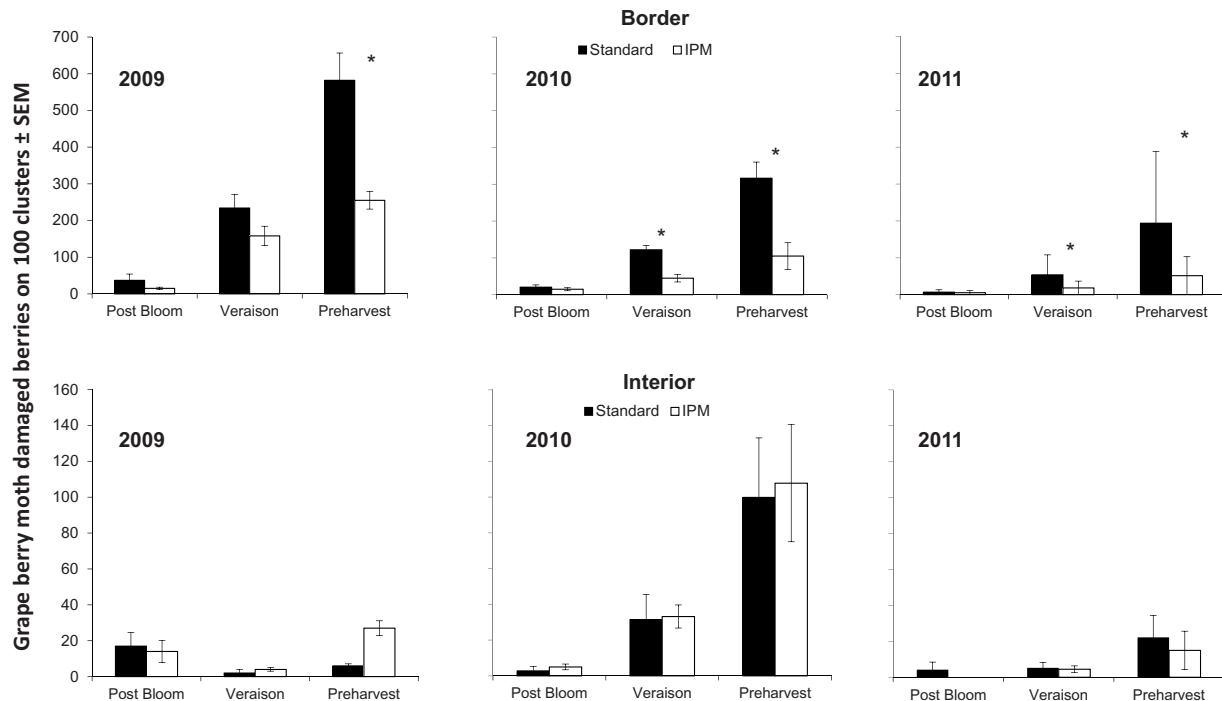 Grape berry moth damaged berries on 100 clusters ± SEM
Border
■ Standard □ IPM
700
600
500
400
300
200
100
0
2009
*
Post Bloom Veraison Preharvest
2010
*
*
Post Bloom Veraison Preharvest
2011
*
*
Post Bloom Veraison Preharvest
Interior
■ Standard □ IPM
160
140
120
100
80
60
40
20
0
2009
Post Bloom Veraison Preharvest
2010
Post Bloom Veraison Preharvest
2011
Post Bloom Veraison Preharvest